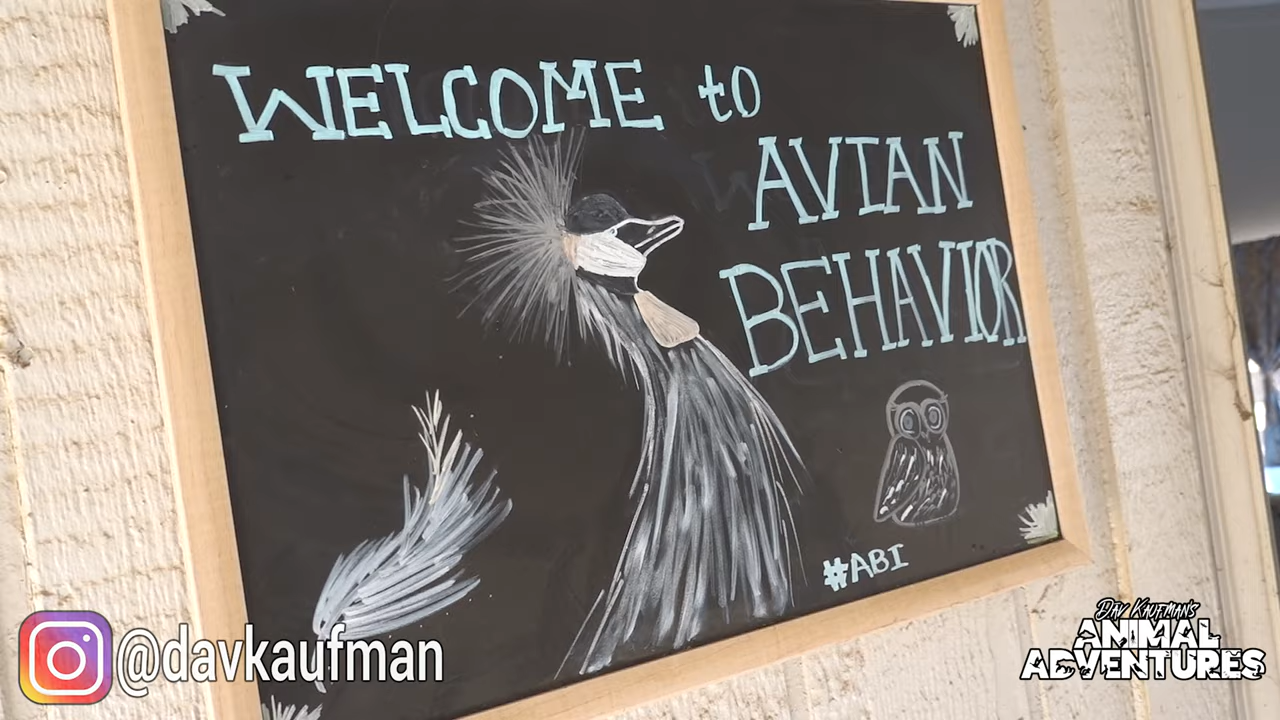 WELCOME to
AVIAN
BEHAVIOR
#ABI
@davkaufman
DAV KAUFMAN'S
ANIMAL
ADVENTURES